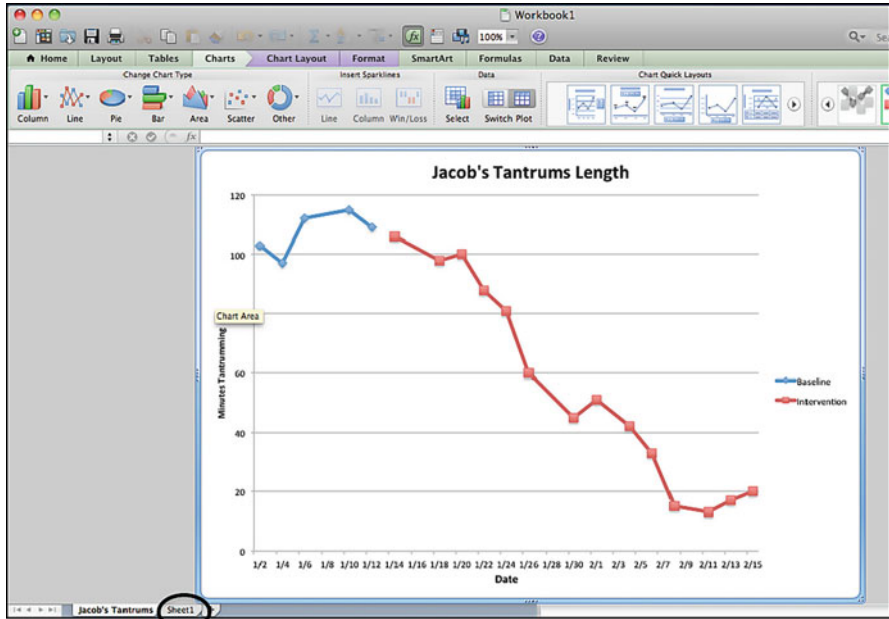 Workbook1
100%
Home Layout Tables Charts Chart Layout Format SmartArt Formulas Data Review
Change Chart Type Insert Sparklines Data Chart Quick Layouts
Column Line Pie Bar Area Scatter Other Line Column Win/Loss Select Switch Plot
fx
Jacob's Tantrums Length
120
100
Chart Area
60
40
20
0
Minutes Tantrumming
Baseline
Intervention
1/2 1/4 1/6 1/8 1/10 1/12 1/14 1/16 1/18 1/20 1/22 1/24 1/26 1/28 1/30 2/1 2/3 2/5 2/7 2/9 2/11 2/13 2/15
Date
Jacob's Tantrums Sheet1